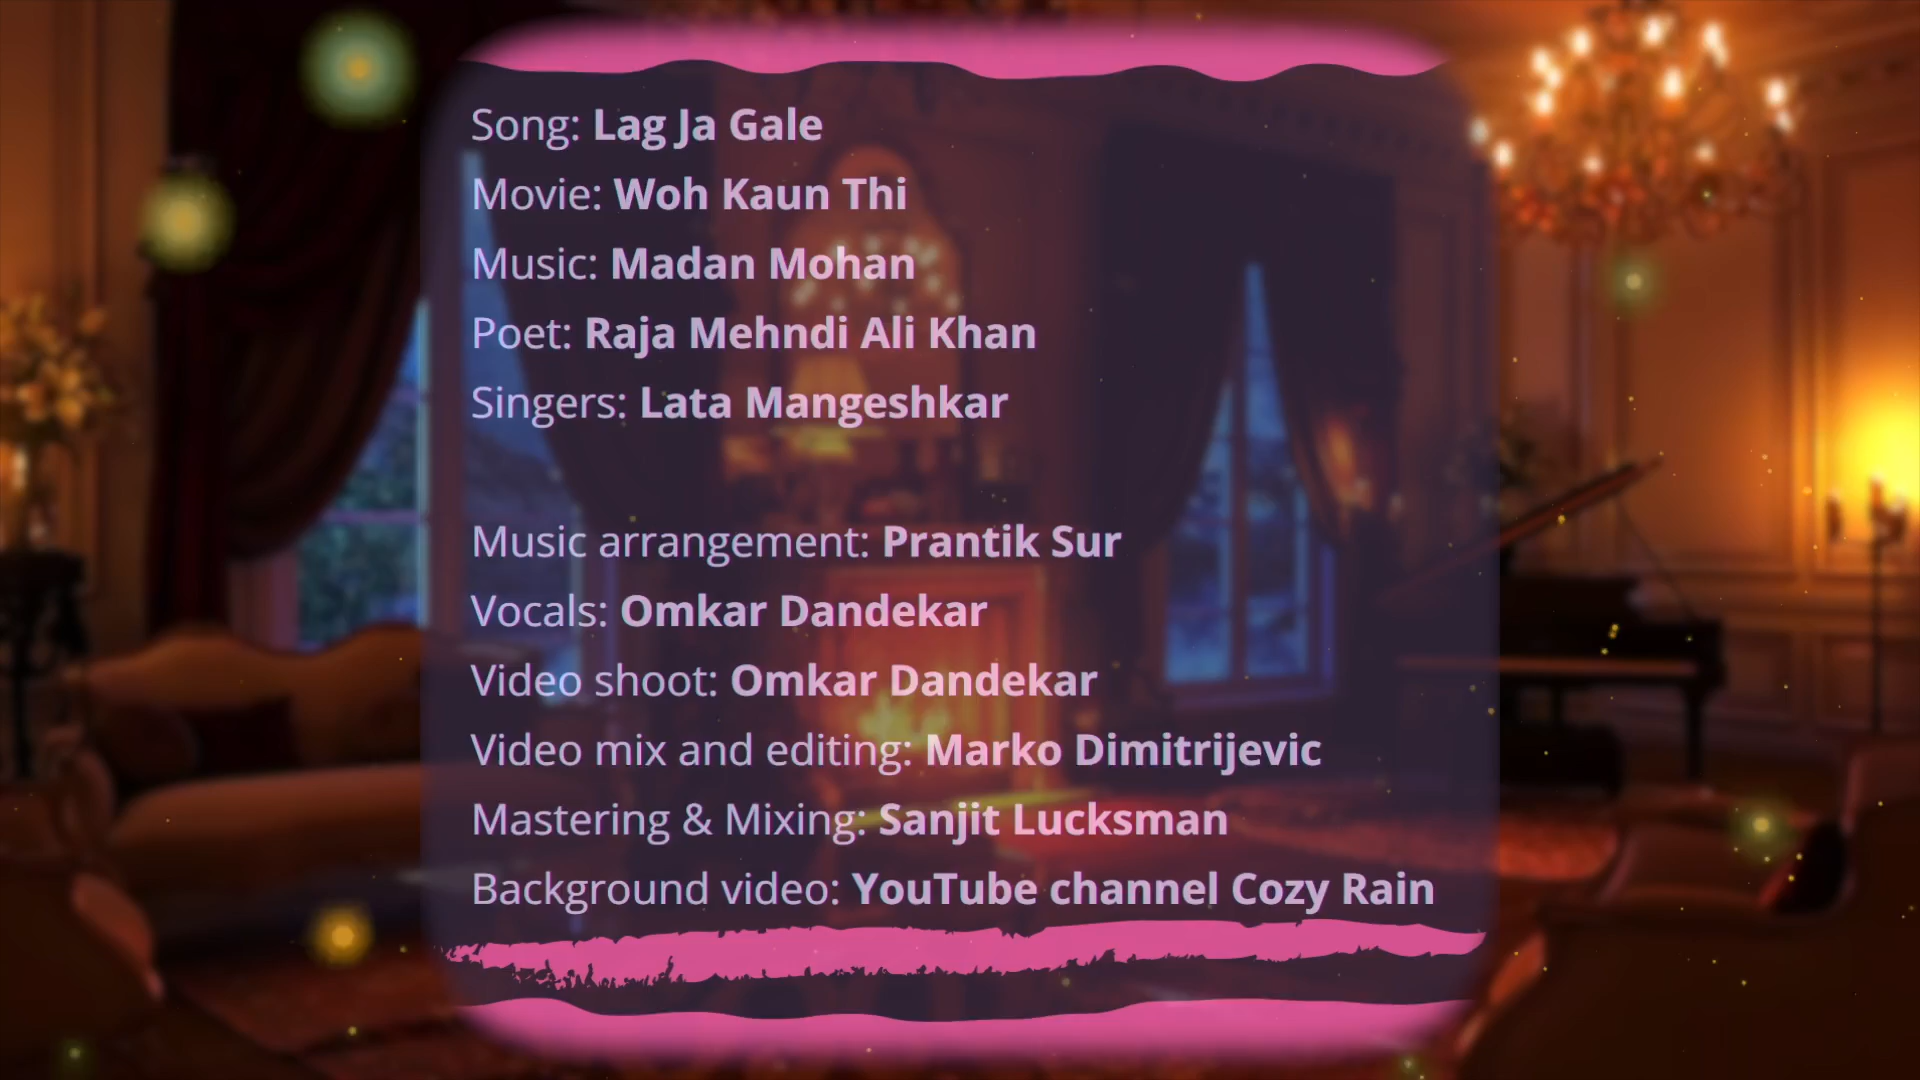 Song: Lag Ja Gale
Movie: Woh Kaun Thi
Music: Madan Mohan
Poet: Raja Mehndi Ali Khan
Singers: Lata Mangeshkar
Music arrangement: Prantik Sur
Vocals: Omkar Dandekar
Video shoot: Omkar Dandekar
Video mix and editing: Marko Dimitrijevic
Mastering & Mixing: Sanjit Lucksman
Background video: YouTube channel Cozy Rain